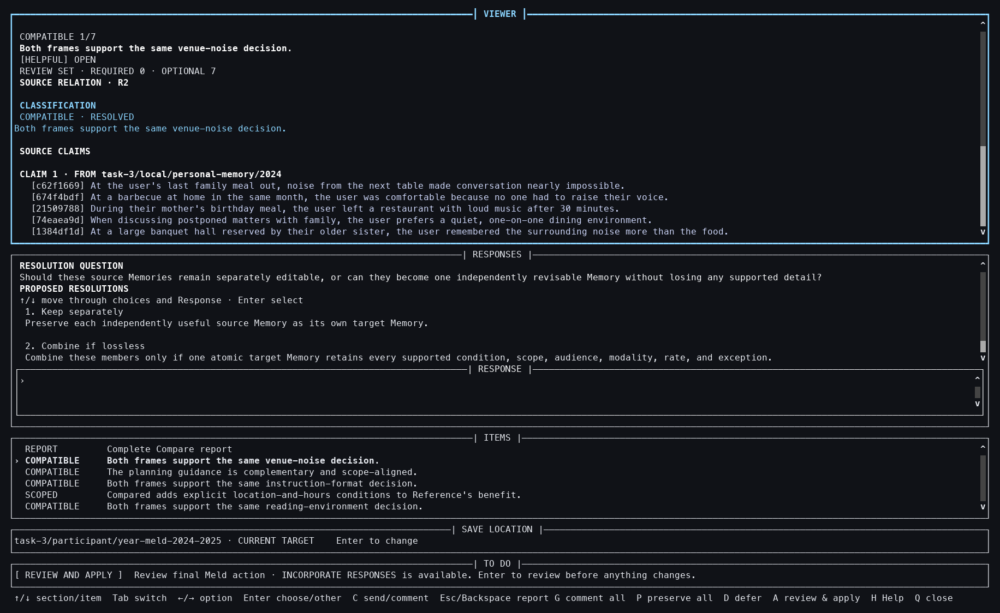 VIEWER
^
COMPATIBLE 1/7
Both frames support the same venue-noise decision.
[HELPFUL] OPEN
REVIEW SET · REQUIRED 0 · OPTIONAL 7
SOURCE RELATION · R2
CLASSIFICATION
COMPATIBLE · RESOLVED
Both frames support the same venue-noise decision.
SOURCE CLAIMS
CLAIM 1 · FROM task-3/local/personal-memory/2024
[c62f1669] At the user's last family meal out, noise from the next table made conversation nearly impossible.
[674f4bdf] At a barbecue at home in the same month, the user was comfortable because no one had to raise their voice.
[21509788] During their mother's birthday meal, the user left a restaurant with loud music after 30 minutes.
[74eaea9d] When discussing postponed matters with family, the user prefers a quiet, one-on-one dining environment.
[1384df1d] At a large banquet hall reserved by their older sister, the user remembered the surrounding noise more than the food. v
RESPONSES
RESOLUTION QUESTION ^
Should these source Memories remain separately editable, or can they become one independently revisable Memory without losing any supported detail?
PROPOSED RESOLUTIONS
↑/↓ move through choices and Response · Enter select
1. Keep separately
Preserve each independently useful source Memory as its own target Memory.
2. Combine if lossless
Combine these members only if one atomic target Memory retains every supported condition, scope, audience, modality, rate, and exception. v
RESPONSE
› ^
v
ITEMS
REPORT Complete Compare report ^
› COMPATIBLE Both frames support the same venue-noise decision.
COMPATIBLE The planning guidance is complementary and scope-aligned.
COMPATIBLE Both frames support the same instruction-format decision.
SCOPED Compared adds explicit location-and-hours conditions to Reference's benefit.
COMPATIBLE Both frames support the same reading-environment decision. v
SAVE LOCATION
task-3/participant/year-meld-2024-2025 · CURRENT TARGET Enter to change
TO DO
[ REVIEW AND APPLY ] Review final Meld action · INCORPORATE RESPONSES is available. Enter to review before anything changes.
↑/↓ section/item Tab switch ←/→ option Enter choose/other C send/comment Esc/Backspace report G comment all P preserve all D defer A review & apply H Help Q close